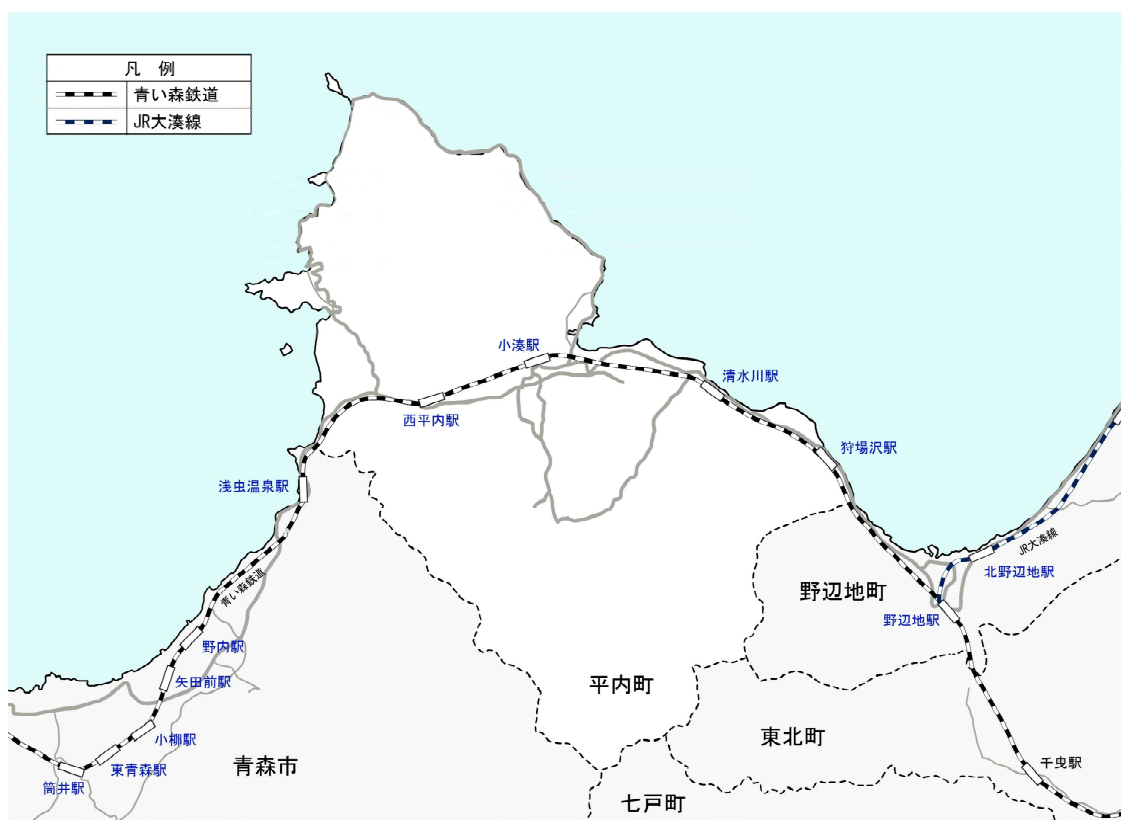 凡 例
青い森鉄道
JR大湊線
小湊駅
清水川駅
西平内駅
狩場沢駅
浅虫温泉駅
JR大湊線
青い森鉄道
北野辺地駅
野辺地町
野辺地駅
野内駅
矢田前駅
平内町
小柳駅
東北町
東青森駅
青森市
千曳駅
筒井駅
七戸町